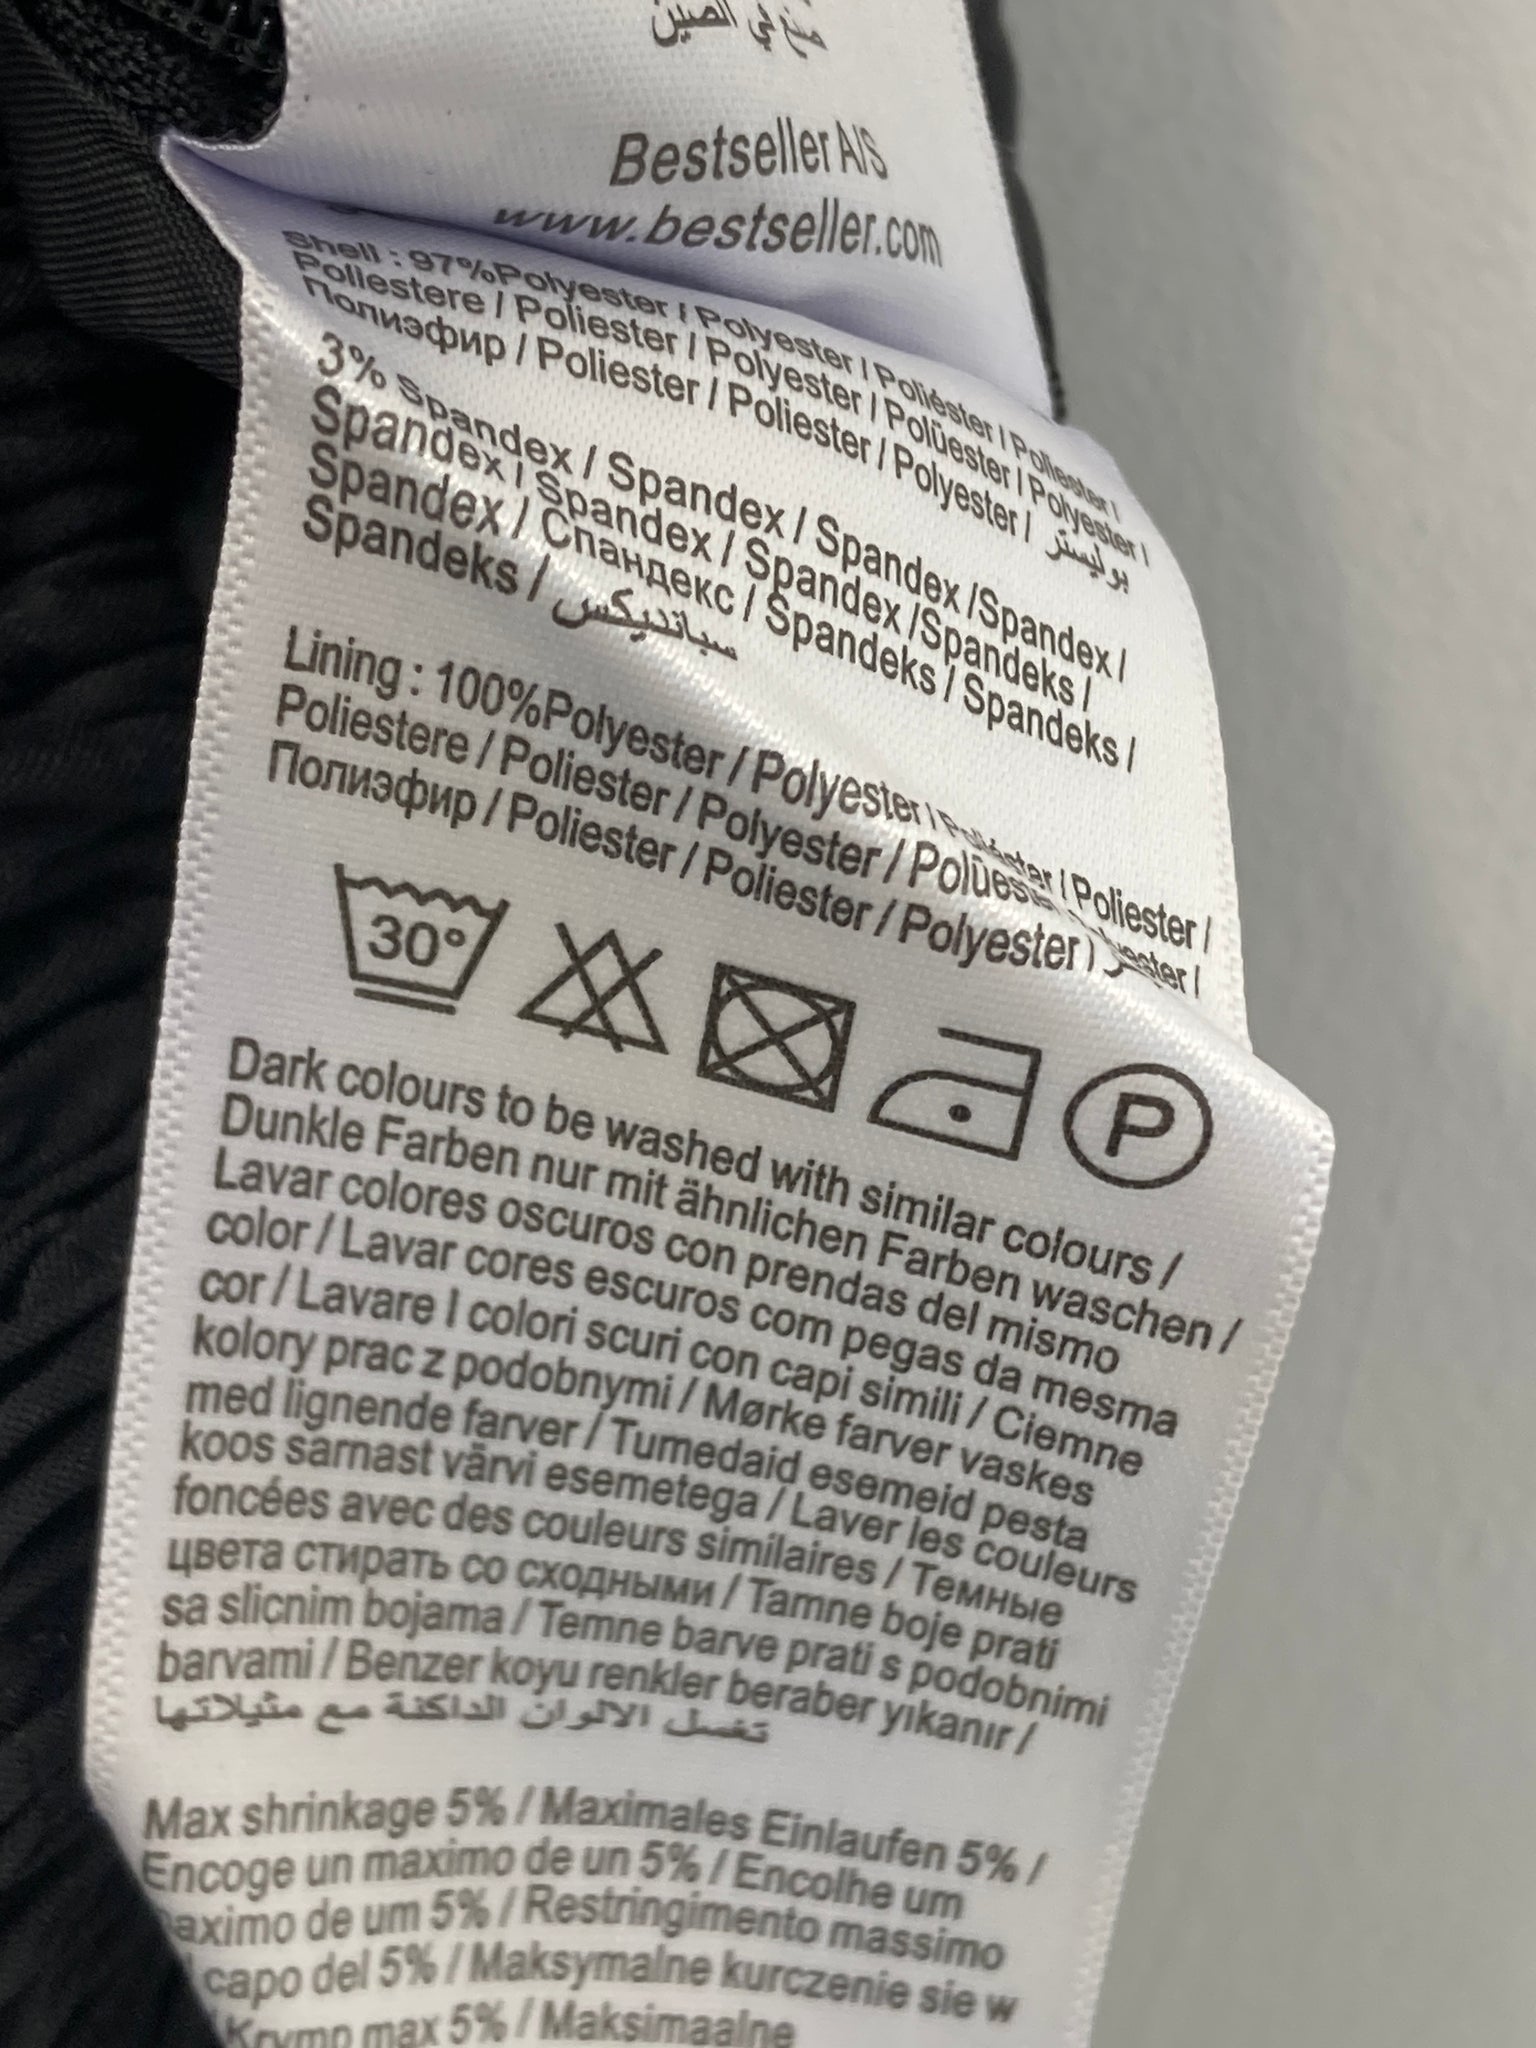 صنع في الصين
Bestseller A/S
www.bestseller.com
Shell : 97%Polyester / Polyester / Poliéster / Poliester /
Poliestere / Poliester / Polyester / Polüester / Polyester /
Полиэфир / Poliester / Poliester / Polyester / بوليستر
3% Spandex / Spandex / Spandex /Spandex /
Spandex / Spandex / Spandex /Spandeks /
Spandex / Спандекс / Spandeks / Spandeks /
Spandeks / سباندیکس
Lining : 100%Polyester / Polyester / Poliéster / Poliester /
Poliestere / Poliester / Polyester / Polüester /
Полиэфир / Poliester / Poliester / Polyester /
30°
P
Dark colours to be washed with similar colours /
Dunkle Farben nur mit ähnlichen Farben waschen /
Lavar colores oscuros con prendas del mismo
color / Lavar cores escuros com pegas da mesma
cor / Lavare I colori scuri con capi simili / Ciemne
kolory prac z podobnymi / Mørke farver vaskes
med lignende farver / Tumedaid esemeid pesta
koos sarnast värvi esemetega / Laver les couleurs
foncées avec des couleurs similaires / Темные
цвета стирать со сходными / Tamne boje prati
sa slicnim bojama / Temne barve prati s podobnimi
barvami / Benzer koyu renkler beraber yıkanır /
تغسل الالوان الداكنة مع مثيلاتها
Max shrinkage 5% / Maximales Einlaufen 5% /
Encoge un maximo de un 5% / Encolhe um
aximo de um 5% / Restringimento massimo
capo del 5% / Maksymalne kurczenie sie w
Krymp max 5% / Maksimaalne